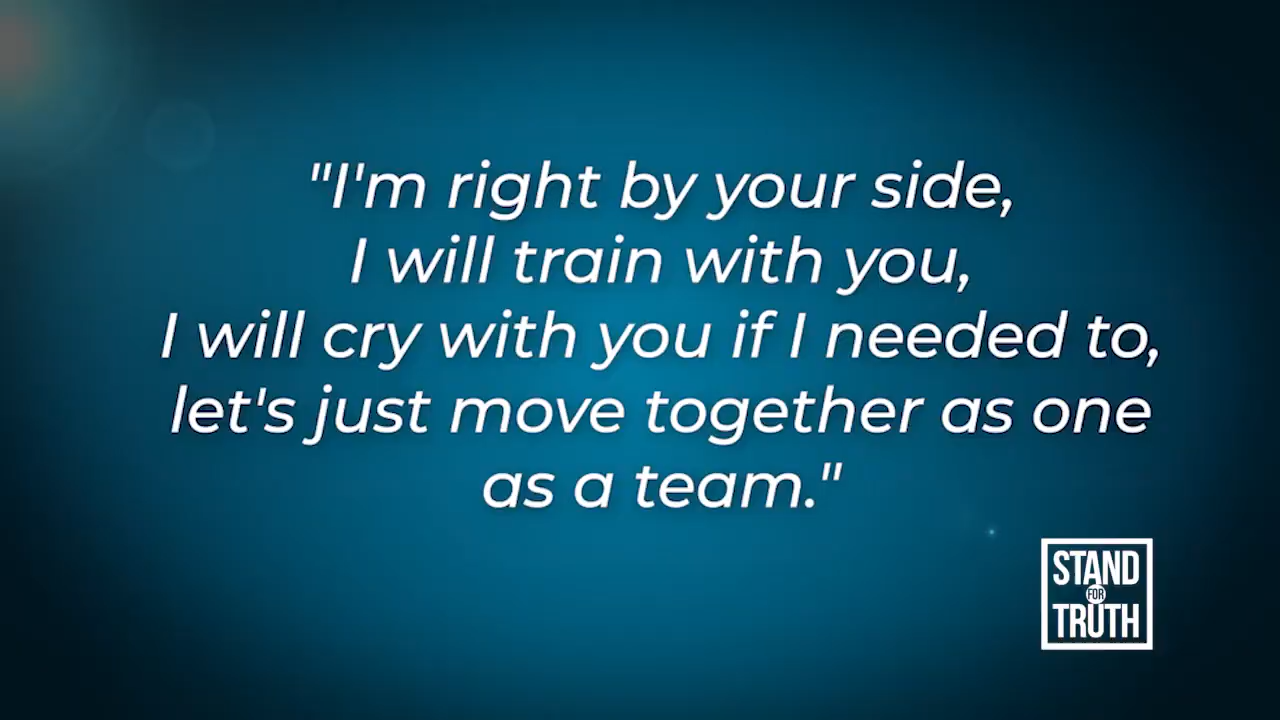 "I'm right by your side,
I will train with you,
I will cry with you if I needed to,
let's just move together as one
as a team."
STAND
FOR
TRUTH